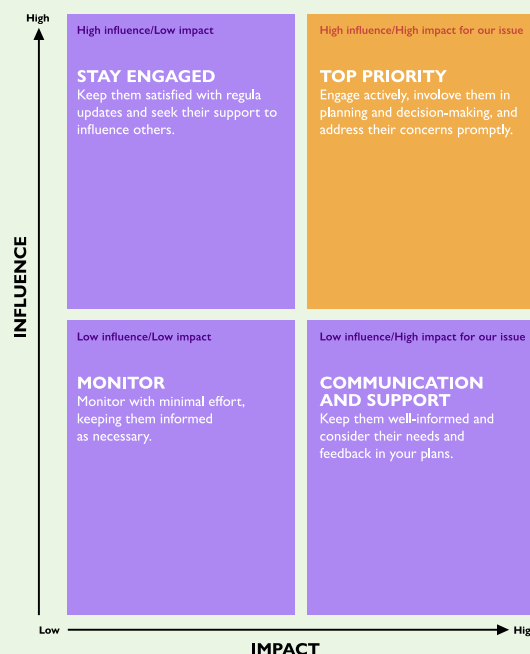 High
High influence/Low impact
STAY ENGAGED
Keep them satisfied with regula
updates and seek their support to
influence others.
High influence/High impact for our issue
TOP PRIORITY
Engage actively, involove them in
planning and decision-making, and
address their concerns promptly.
INFLUENCE
Low influence/Low impact
MONITOR
Monitor with minimal effort,
keeping them informed
as necessary.
Low influence/High impact for our issue
COMMUNICATION
AND SUPPORT
Keep them well-informed and
consider their needs and
feedback in your plans.
Low
High
IMPACT